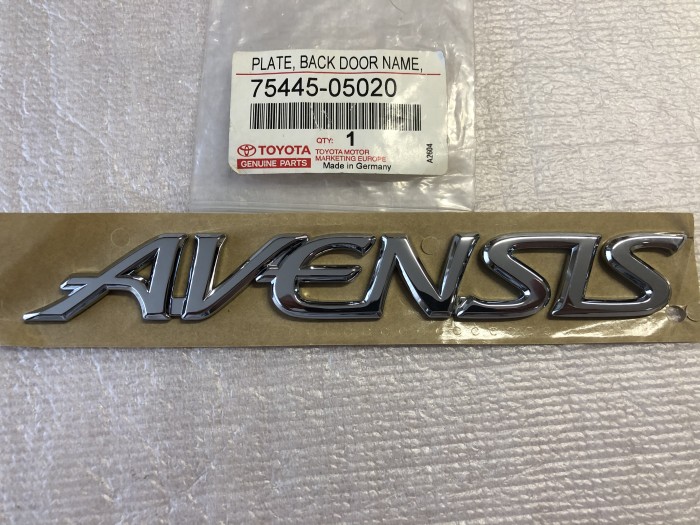 PLATE, BACK DOOR NAME,
75445-05020
QTY: 1
TOYOTA
GENUINE PARTS
TOYOTA MOTOR
MARKETING EUROPE
Made in Germany
A2604
AVENSIS